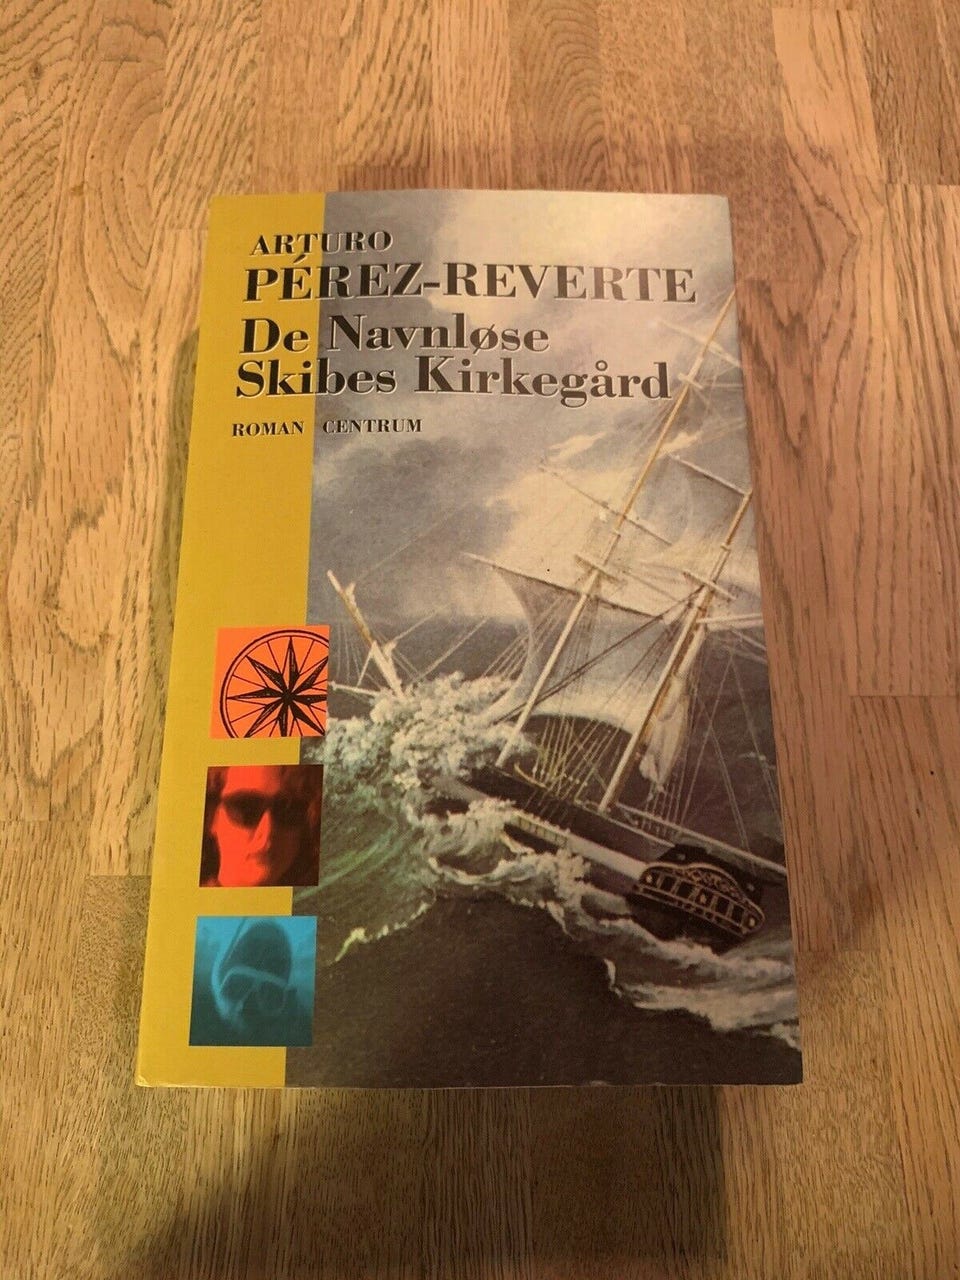 ARTURO
PÉREZ-REVERTE
De Navnløse
Skibes Kirkegård
ROMAN CENTRUM